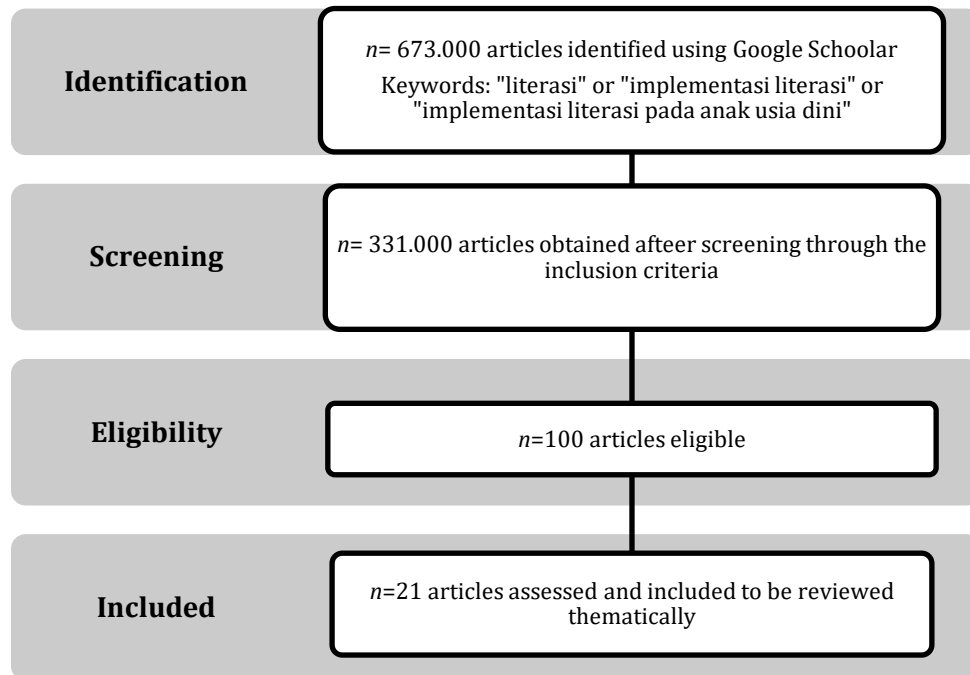 Identification
n= 673.000 articles identified using Google Schoolar
Keywords: "literasi" or "implementasi literasi" or
"implementasi literasi pada anak usia dini"
Screening
n= 331.000 articles obtained afteer screening through the
inclusion criteria
Eligibility
n=100 articles eligible
Included
n=21 articles assessed and included to be reviewed
thematically